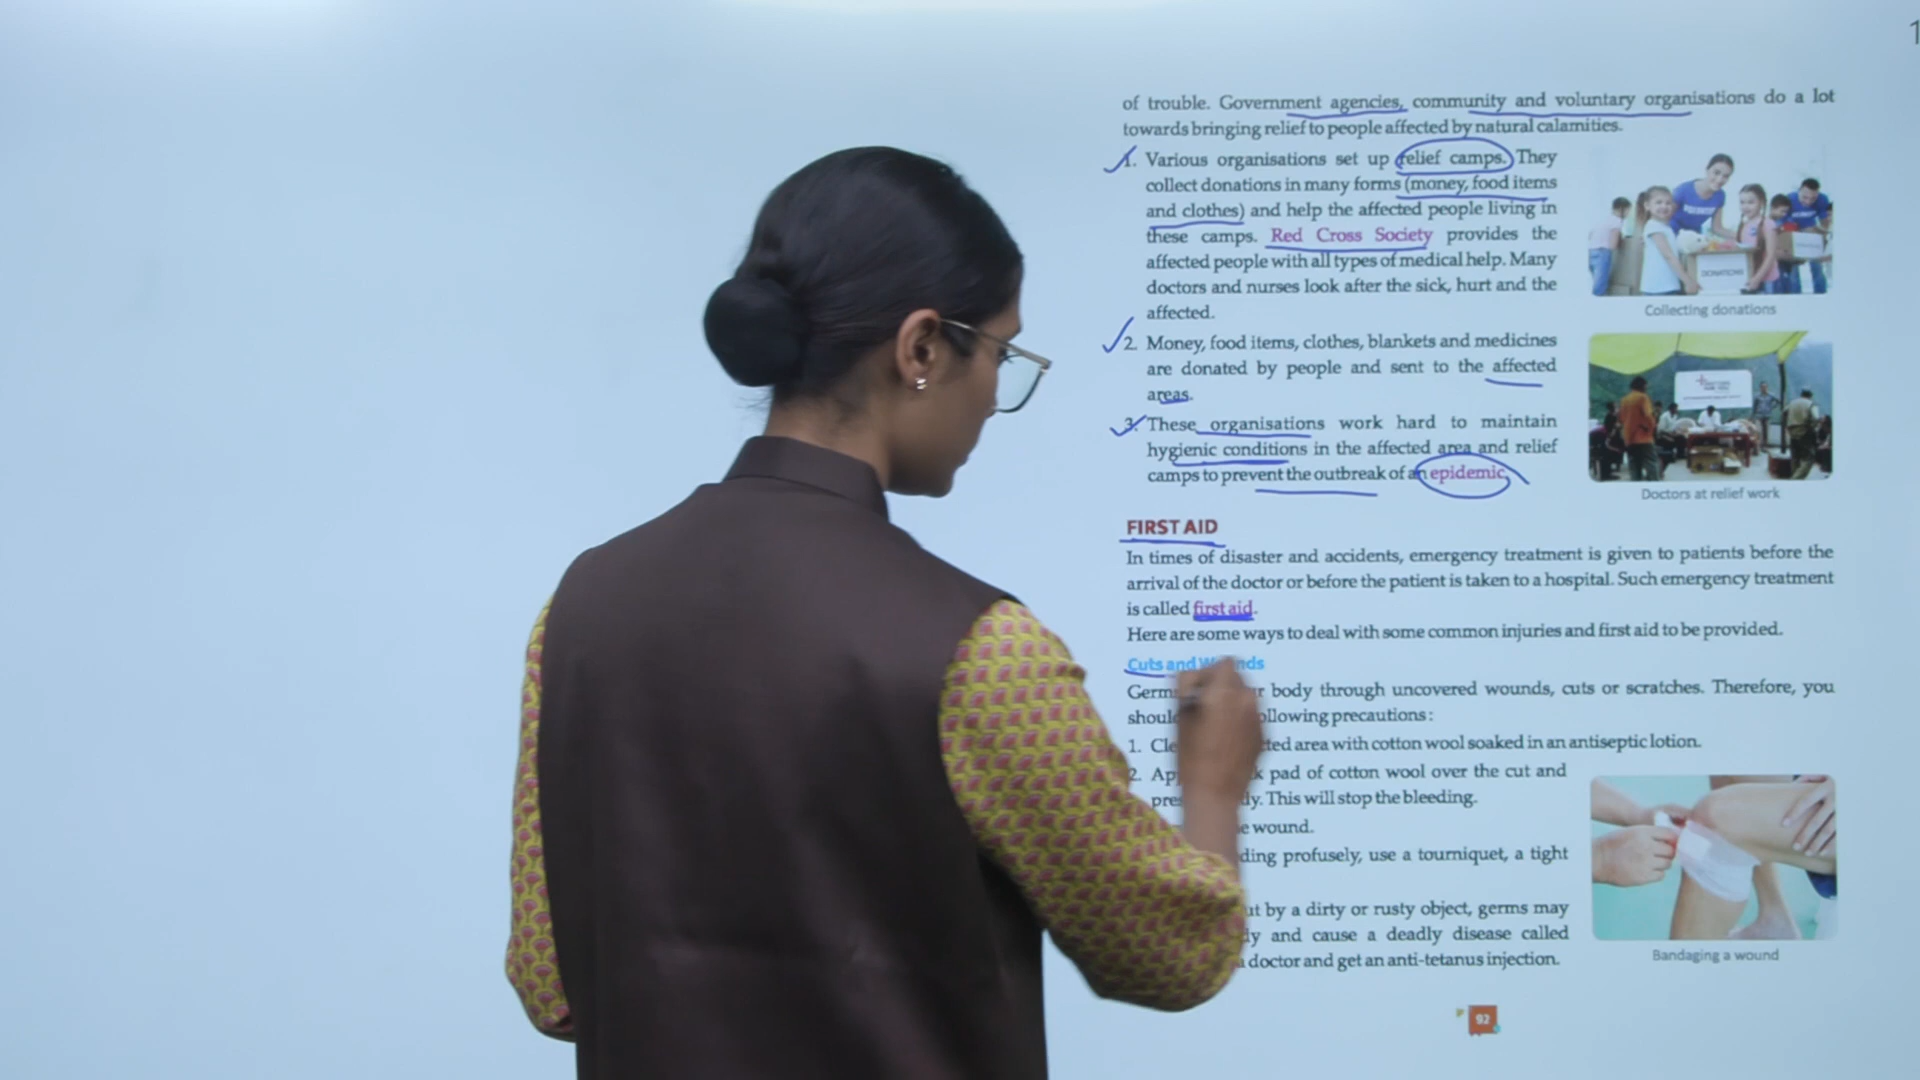 1
of trouble. Government agencies, community and voluntary organisations do a lot
towards bringing relief to people affected by natural calamities.
1. Various organisations set up relief camps. They
collect donations in many forms (money, food items
and clothes) and help the affected people living in
these camps. Red Cross Society provides the
affected people with all types of medical help. Many
doctors and nurses look after the sick, hurt and the
affected.
DONATIONS
Collecting donations
2. Money, food items, clothes, blankets and medicines
are donated by people and sent to the affected
areas.
3. These organisations work hard to maintain
hygienic conditions in the affected area and relief
camps to prevent the outbreak of an epidemic.
Doctors at relief work
FIRST AID
In times of disaster and accidents, emergency treatment is given to patients before the
arrival of the doctor or before the patient is taken to a hospital. Such emergency treatment
is called first aid.
Here are some ways to deal with some common injuries and first aid to be provided.
Cuts and
body through uncovered wounds, cuts or scratches. Therefore, you
precautions:
1. area with cotton wool soaked in an antiseptic lotion.
2. pad of cotton wool over the cut and
This will stop the bleeding.
wound.
profusely, use a tourniquet, a tight
by a dirty or rusty object, germs may
and cause a deadly disease called
doctor and get an anti-tetanus injection.
Bandaging a wound
92